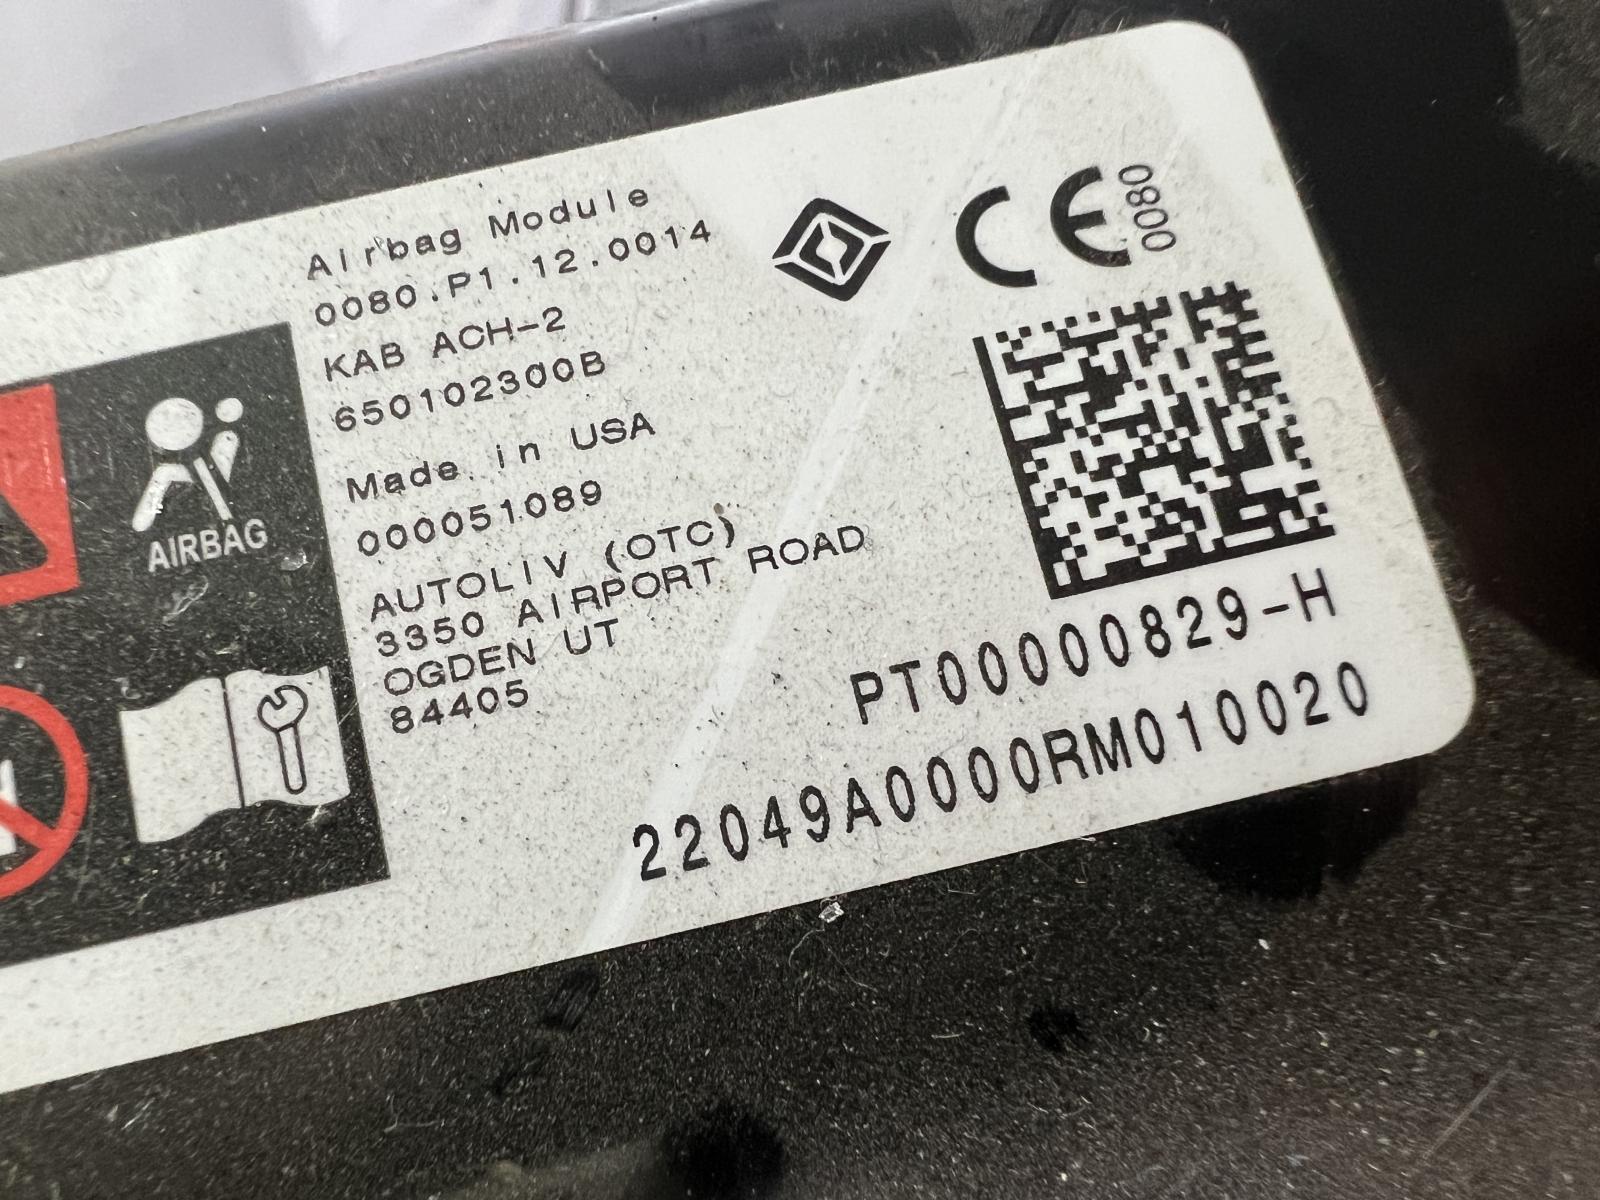 Airbag Module
0080.P1.12.0014
KAB ACH-2
650102300B
Made in USA
000051089
AUTOLIV (OTC)
3350 AIRPORT ROAD
OGDEN UT
84405
AIRBAG
CE 0080
PT00000829-H
22049A0000RM010020